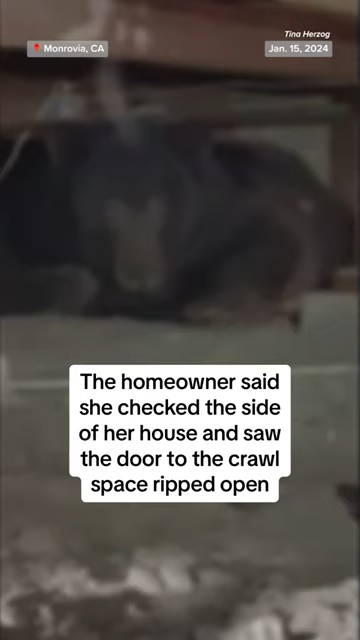 Tina Herzog
📍 Monrovia, CA
Jan. 15, 2024
The homeowner said
she checked the side
of her house and saw
the door to the crawl
space ripped open